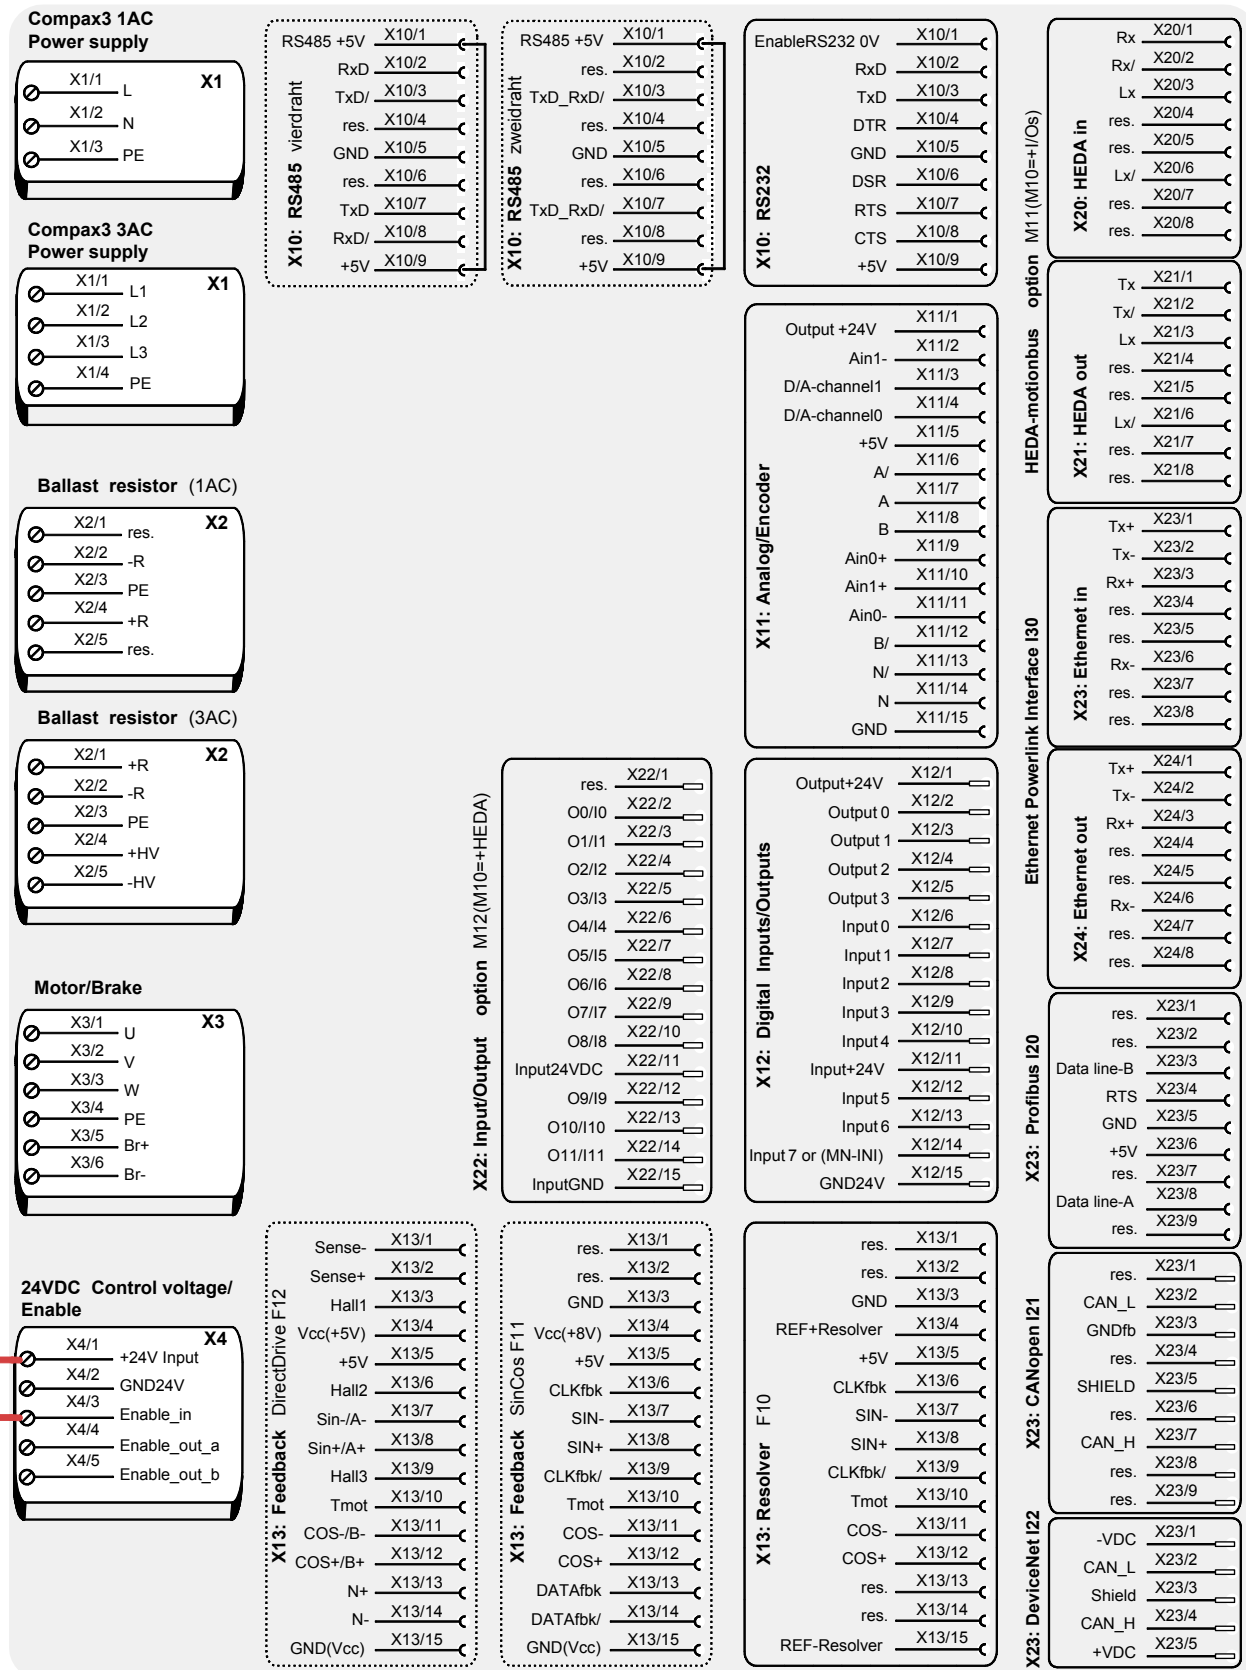 Compax3 1AC
Power supply
X1
X1/1 L
X1/2 N
X1/3 PE
Compax3 3AC
Power supply
X1
X1/1 L1
X1/2 L2
X1/3 L3
X1/4 PE
Ballast resistor (1AC)
X2
X2/1 res.
X2/2 -R
X2/3 PE
X2/4 +R
X2/5 res.
Ballast resistor (3AC)
X2
X2/1 +R
X2/2 -R
X2/3 PE
X2/4 +HV
X2/5 -HV
Motor/Brake
X3
X3/1 U
X3/2 V
X3/3 W
X3/4 PE
X3/5 Br+
X3/6 Br-
24VDC Control voltage/
Enable
X4
X4/1 +24V Input
X4/2 GND24V
X4/3 Enable_in
X4/4 Enable_out_a
X4/5 Enable_out_b
X10: RS485 vierdraht
RS485 +5V X10/1
RxD X10/2
TxD/ X10/3
res. X10/4
GND X10/5
res. X10/6
TxD X10/7
RxD/ X10/8
+5V X10/9
X10: RS485 zweidraht
RS485 +5V X10/1
res. X10/2
TxD_RxD/ X10/3
res. X10/4
GND X10/5
res. X10/6
TxD_RxD/ X10/7
res. X10/8
+5V X10/9
X10: RS232
EnableRS232 0V X10/1
RxD X10/2
TxD X10/3
DTR X10/4
GND X10/5
DSR X10/6
RTS X10/7
CTS X10/8
+5V X10/9
X11: Analog/Encoder
Output +24V X11/1
Ain1- X11/2
D/A-channel1 X11/3
D/A-channel0 X11/4
+5V X11/5
A/ X11/6
A X11/7
B X11/8
Ain0+ X11/9
Ain1+ X11/10
Ain0- X11/11
B/ X11/12
N/ X11/13
N X11/14
GND X11/15
X22: Input/Output option M12(M10=+HEDA)
res. X22/1
O0/I0 X22/2
O1/I1 X22/3
O2/I2 X22/4
O3/I3 X22/5
O4/I4 X22/6
O5/I5 X22/7
O6/I6 X22/8
O7/I7 X22/9
O8/I8 X22/10
Input24VDC X22/11
O9/I9 X22/12
O10/I10 X22/13
O11/I11 X22/14
InputGND X22/15
X12: Digital Inputs/Outputs
Output+24V X12/1
Output 0 X12/2
Output 1 X12/3
Output 2 X12/4
Output 3 X12/5
Input 0 X12/6
Input 1 X12/7
Input 2 X12/8
Input 3 X12/9
Input 4 X12/10
Input+24V X12/11
Input 5 X12/12
Input 6 X12/13
Input 7 or (MN-INI) X12/14
GND24V X12/15
X13: Feedback DirectDrive F12
Sense- X13/1
Sense+ X13/2
Hall1 X13/3
Vcc(+5V) X13/4
+5V X13/5
Hall2 X13/6
Sin-/A- X13/7
Sin+/A+ X13/8
Hall3 X13/9
Tmot X13/10
COS-/B- X13/11
COS+/B+ X13/12
N+ X13/13
N- X13/14
GND(Vcc) X13/15
X13: Feedback SinCos F11
res. X13/1
res. X13/2
GND X13/3
Vcc(+8V) X13/4
+5V X13/5
CLKfbk X13/6
SIN- X13/7
SIN+ X13/8
CLKfbk/ X13/9
Tmot X13/10
COS- X13/11
COS+ X13/12
DATAfbk X13/13
DATAfbk/ X13/14
GND(Vcc) X13/15
X13: Resolver F10
res. X13/1
res. X13/2
GND X13/3
REF+Resolver X13/4
+5V X13/5
CLKfbk X13/6
SIN- X13/7
SIN+ X13/8
CLKfbk/ X13/9
Tmot X13/10
COS- X13/11
COS+ X13/12
res. X13/13
res. X13/14
REF-Resolver X13/15
HEDA-motionbus option M11(M10=+I/Os)
X20: HEDA in
Rx X20/1
Rx/ X20/2
Lx X20/3
res. X20/4
res. X20/5
Lx/ X20/6
res. X20/7
res. X20/8
X21: HEDA out
Tx X21/1
Tx/ X21/2
Lx X21/3
res. X21/4
res. X21/5
Lx/ X21/6
res. X21/7
res. X21/8
Ethernet Powerlink Interface I30
X23: Ethernet in
Tx+ X23/1
Tx- X23/2
Rx+ X23/3
res. X23/4
res. X23/5
Rx- X23/6
res. X23/7
res. X23/8
X24: Ethernet out
Tx+ X24/1
Tx- X24/2
Rx+ X24/3
res. X24/4
res. X24/5
Rx- X24/6
res. X24/7
res. X24/8
X23: Profibus I20
res. X23/1
res. X23/2
Data line-B X23/3
RTS X23/4
GND X23/5
+5V X23/6
res. X23/7
Data line-A X23/8
res. X23/9
X23: CANopen I21
res. X23/1
CAN_L X23/2
GNDfb X23/3
res. X23/4
SHIELD X23/5
res. X23/6
CAN_H X23/7
res. X23/8
res. X23/9
X23: DeviceNet I22
-VDC X23/1
CAN_L X23/2
Shield X23/3
CAN_H X23/4
+VDC X23/5